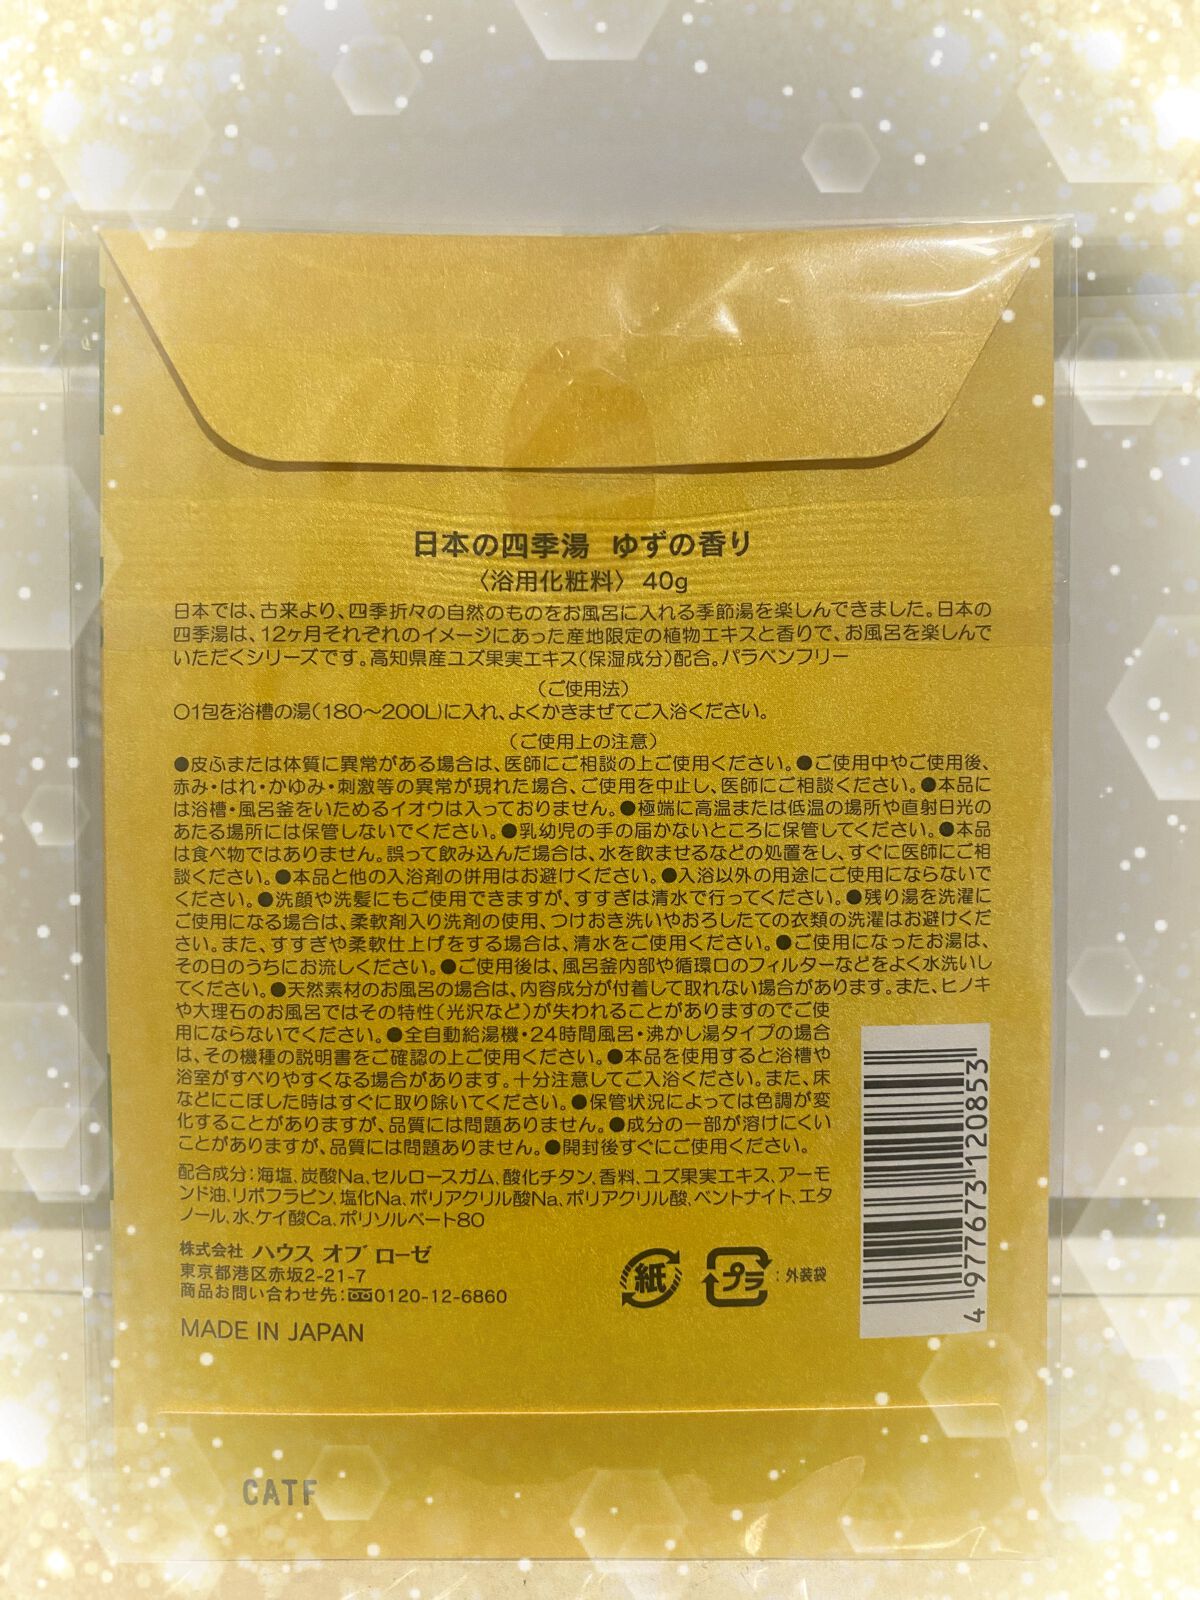 日本の四季湯 ゆずの香り
〈浴用化粧料〉 40g
日本では、古来より、四季折々の自然のものをお風呂に入れる季節湯を楽しんできました。日本の
四季湯は、12ヶ月それぞれのイメージにあった産地限定の植物エキスと香りで、お風呂を楽しんで
いただくシリーズです。高知県産ユズ果実エキス(保湿成分)配合。パラベンフリー
(ご使用法)
○1包を浴槽の湯(180〜200L)に入れ、よくかきまぜてご入浴ください。
(ご使用上の注意)
●皮ふまたは体質に異常がある場合は、医師にご相談の上ご使用ください。●ご使用中やご使用後、
赤み・はれ・かゆみ・刺激等の異常が現れた場合、ご使用を中止し、医師にご相談ください。●本品に
は浴槽・風呂釜をいためるイオウは入っておりません。●極端に高温または低温の場所や直射日光の
あたる場所には保管しないでください。●乳幼児の手の届かないところに保管してください。●本品
は食べ物ではありません。誤って飲み込んだ場合は、水を飲ませるなどの処置をし、すぐに医師にご相
談ください。●本品と他の入浴剤の併用はお避けください。●入浴以外の用途にご使用にならないで
ください。●洗顔や洗髪にもご使用できますが、すすぎは清水で行ってください。●残り湯を洗濯に
ご使用になる場合は、柔軟剤入り洗剤の使用、つけおき洗いやおろしたての衣類の洗濯はお避けくだ
さい。また、すすぎや柔軟仕上げをする場合は、清水をご使用ください。●ご使用になったお湯は、
その日のうちにお流しください。●ご使用後は、風呂釜内部や循環口のフィルターなどをよく水洗いし
てください。●天然素材のお風呂の場合は、内容成分が付着して取れない場合があります。また、ヒノキ
や大理石のお風呂ではその特性(光沢など)が失われることがありますのでご使
用にならないでください。●全自動給湯機・24時間風呂・沸かし湯タイプの場合
は、その機種の説明書をご確認の上ご使用ください。●本品を使用すると浴槽や
浴室がすべりやすくなる場合があります。十分注意してご入浴ください。また、床
などにこぼした時はすぐに取り除いてください。●保管状況によっては色調が変
化することがありますが、品質には問題ありません。●成分の一部が溶けにくい
ことがありますが、品質には問題ありません。●開封後すぐにご使用ください。
配合成分:海塩、炭酸Na、セルロースガム、酸化チタン、香料、ユズ果実エキス、アーモ
ンド油、リボフラビン、塩化Na、ポリアクリル酸Na、ポリアクリル酸、ベントナイト、エタ
ノール、水、ケイ酸Ca、ポリソルベート80
株式会社 ハウス オブ ローゼ
東京都港区赤坂2-21-7
商品お問い合わせ先:0120-12-6860
MADE IN JAPAN
紙 プラ :外装袋
4977673120853
CATF